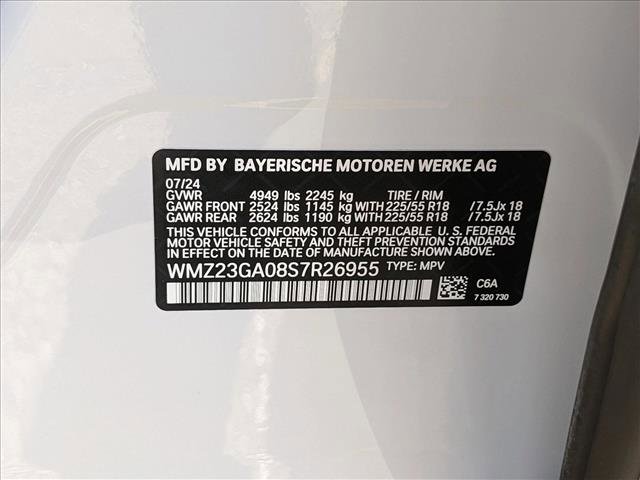 MFD BY BAYERISCHE MOTOREN WERKE AG
07/24
GVWR 4949 lbs 2245 kg TIRE / RIM
GAWR FRONT 2524 lbs 1145 kg WITH 225/55 R18 / 7.5Jx 18
GAWR REAR 2624 lbs 1190 kg WITH 225/55 R18 / 7.5Jx 18
THIS VEHICLE CONFORMS TO ALL APPLICABLE U. S. FEDERAL
MOTOR VEHICLE SAFETY, BUMPER, AND THEFT PREVENTION STANDARDS
IN EFFECT ON THE DATE OF MANUFACTURE SHOWN ABOVE.
WMZ23GA08S7R26955 TYPE: MPV
C6A
7 320 730